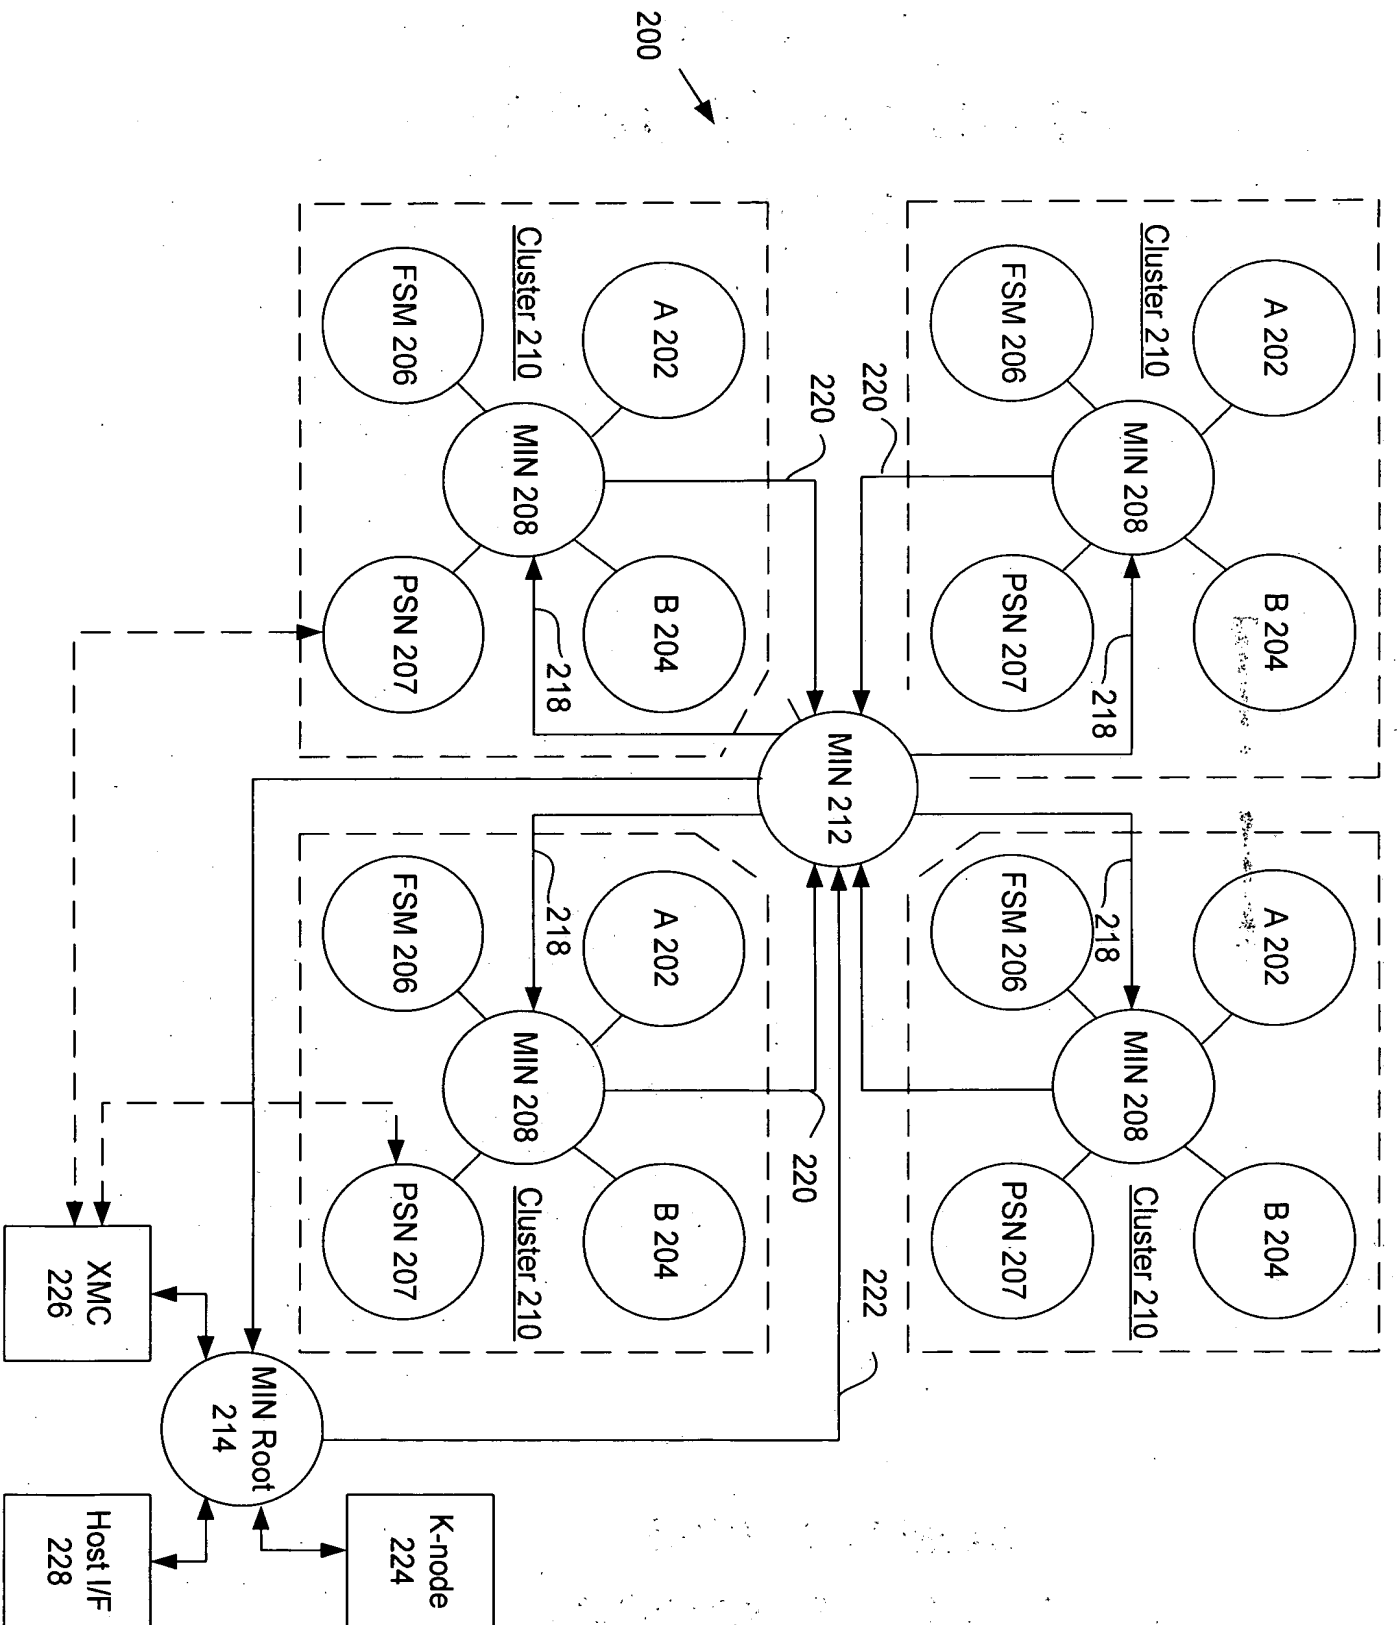 A 202
B 204
Cluster 210
MIN 208
218
FSM 206
PSN 207
220
A 202
B 204
MIN 208
Cluster 210
218
FSM 206
PSN 207
222
MIN 212
220
220
A 202
B 204
Cluster 210
MIN 208
218
FSM 206
PSN 207
A 202
B 204
218
MIN 208
Cluster 210
FSM 206
PSN 207
200
K-node
224
MIN Root
214
XMC
226
Host I/F
228